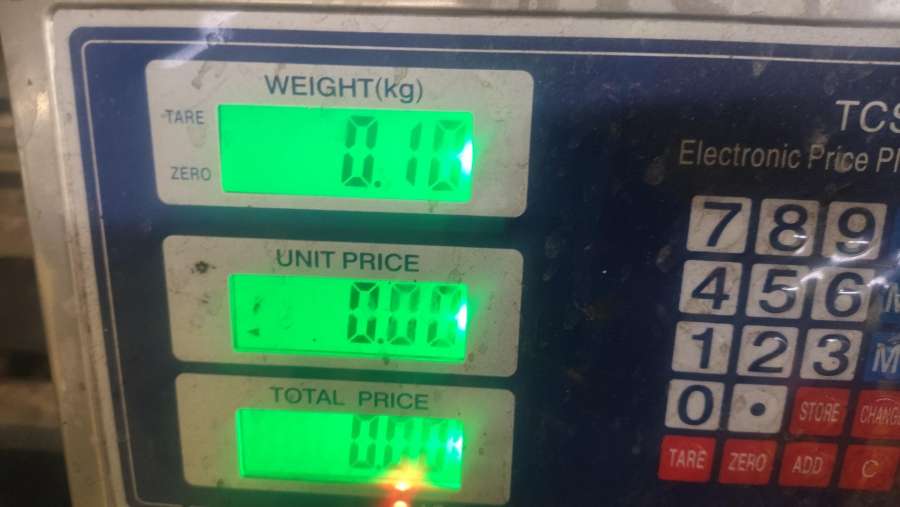 WEIGHT(kg)
TARE
0.10
ZERO
UNIT PRICE
0.00
TOTAL PRICE
0.00
TCS
Electronic Price
7 8 9
4 5 6
1 2 3 M
0 . STORE CHANG
TARE ZERO ADD C